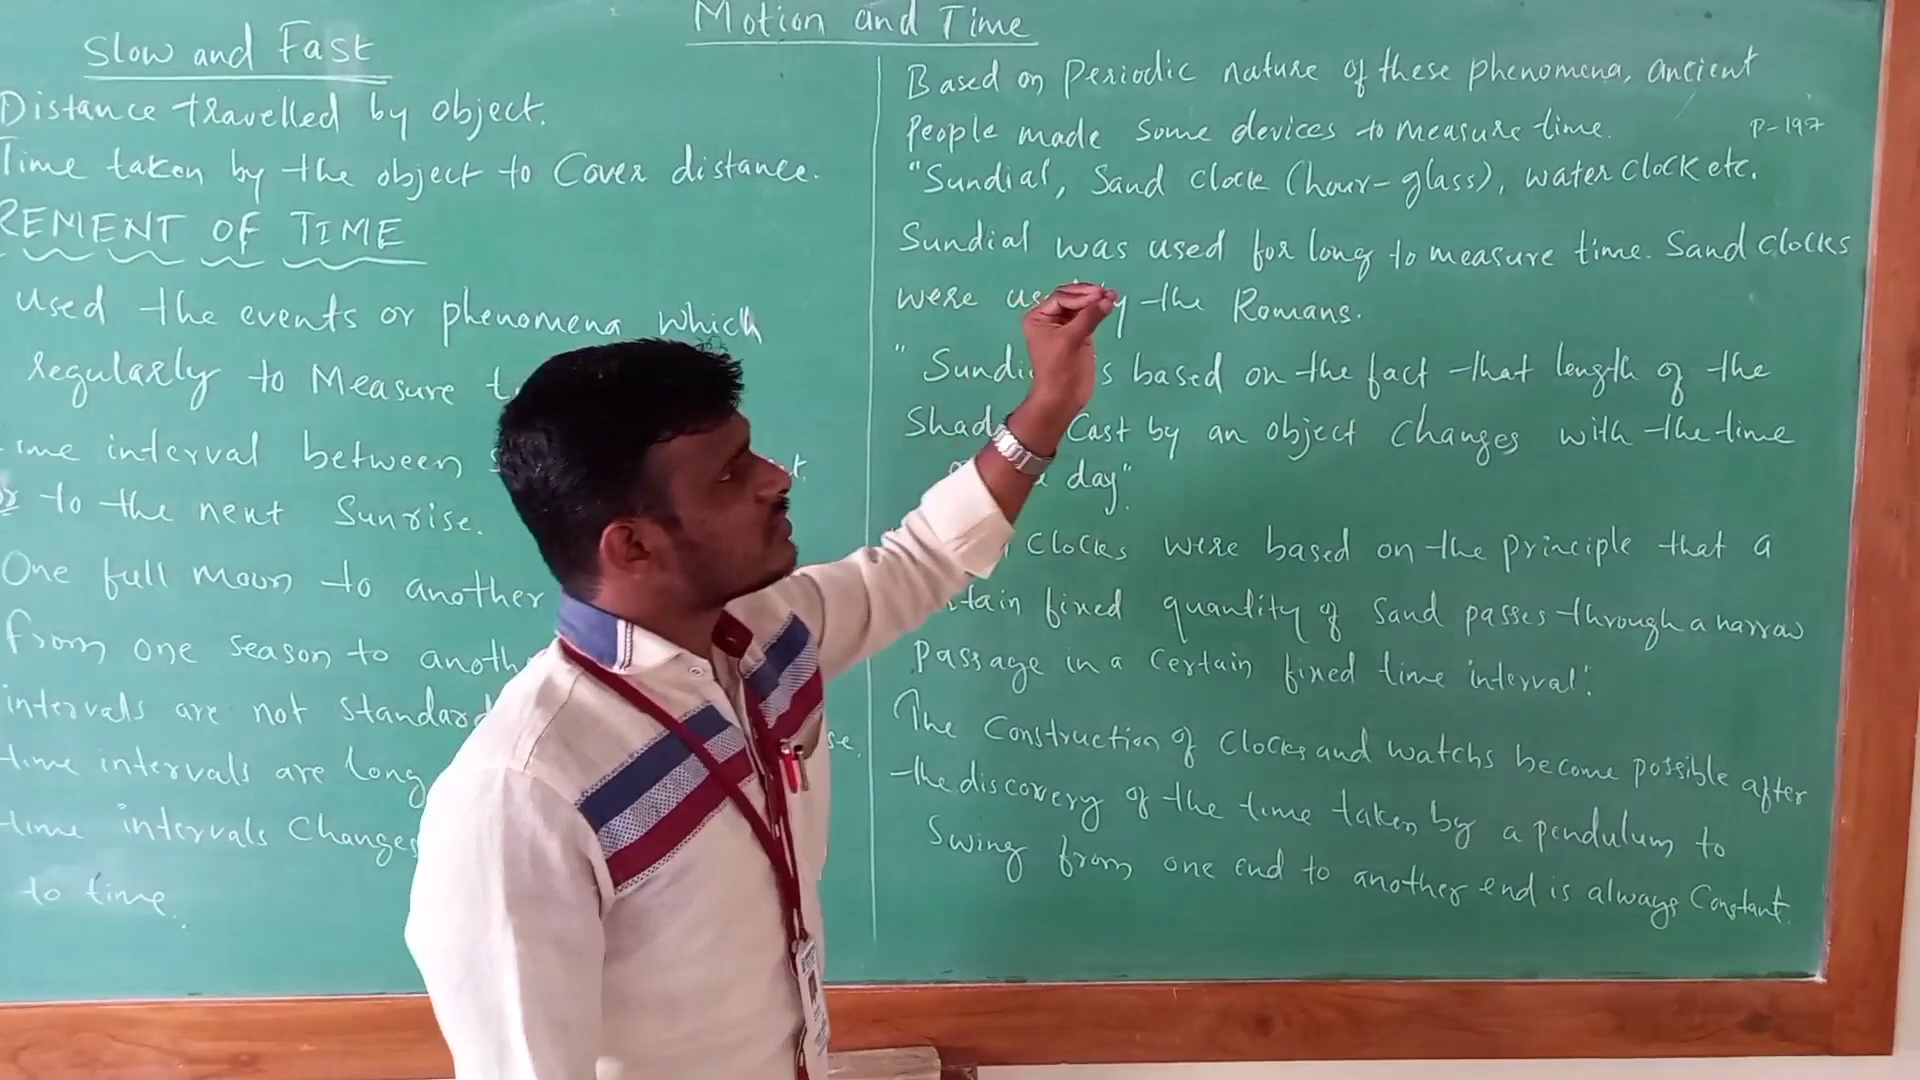 Motion and Time
Slow and Fast
Distance travelled by object.
Time taken by the object to Cover distance.
REMENT OF TIME
used the events or phenomena which
regularly to Measure
time interval between
to the next Sunrise.
One full moon to another
from one season to
intervals are not standard
time intervals are long
time intervals Changes
to time.
Based on Periodic nature of these phenomena, ancient
People made some devices to measure time. P-197
"Sundial, Sand clock (hour-glass), water clock etc.
Sundial was used for long to measure time. Sand clocks
were the Romans.
" based on the fact that length of the
Cast by an object Changes with the time
day".
Clocks were based on the principle that a
fixed quantity of Sand passes through a narrow
Passage in a certain fixed time interval".
The Construction of clocks and watchs become possible after
the discovery of the time taken by a pendulum to
Swing from one end to another end is always Constant.